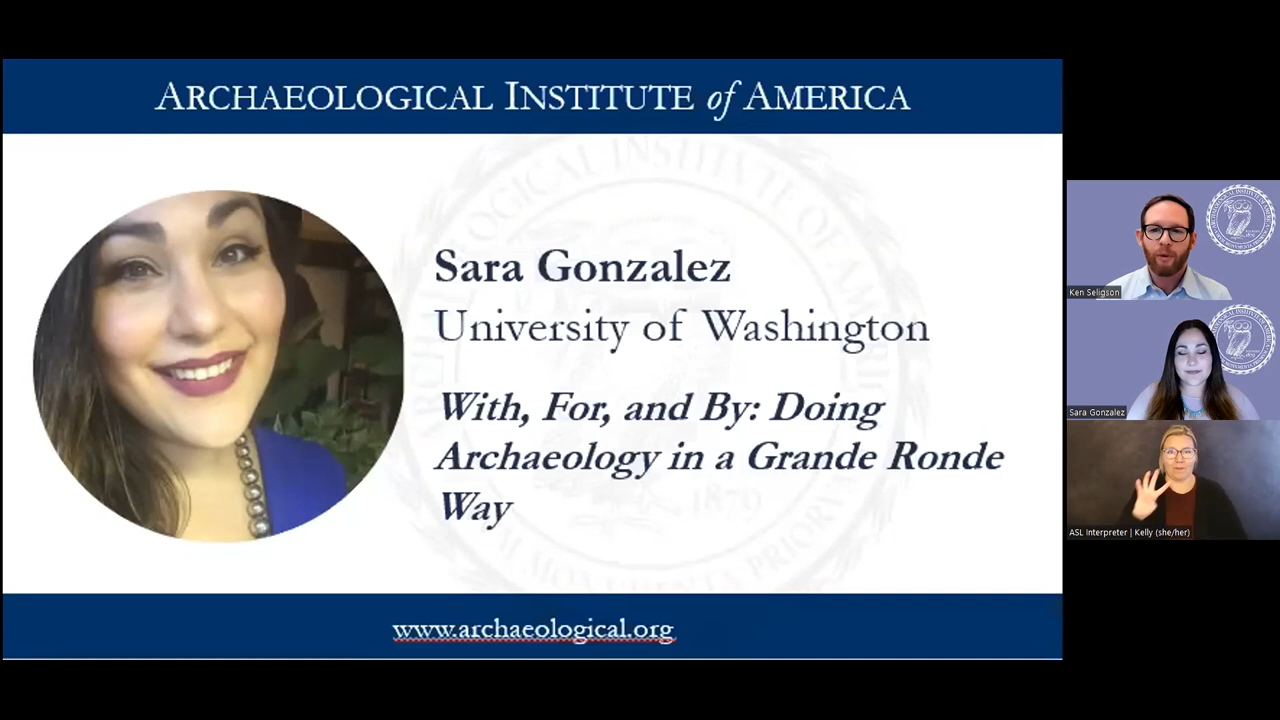 ARCHAEOLOGICAL INSTITUTE of AMERICA
Sara Gonzalez
University of Washington
With, For, and By: Doing
Archaeology in a Grande Ronde
Way
www.archaeological.org
Ken Seligson
Sara Gonzalez
ASL Interpreter | Kelly (she/her)